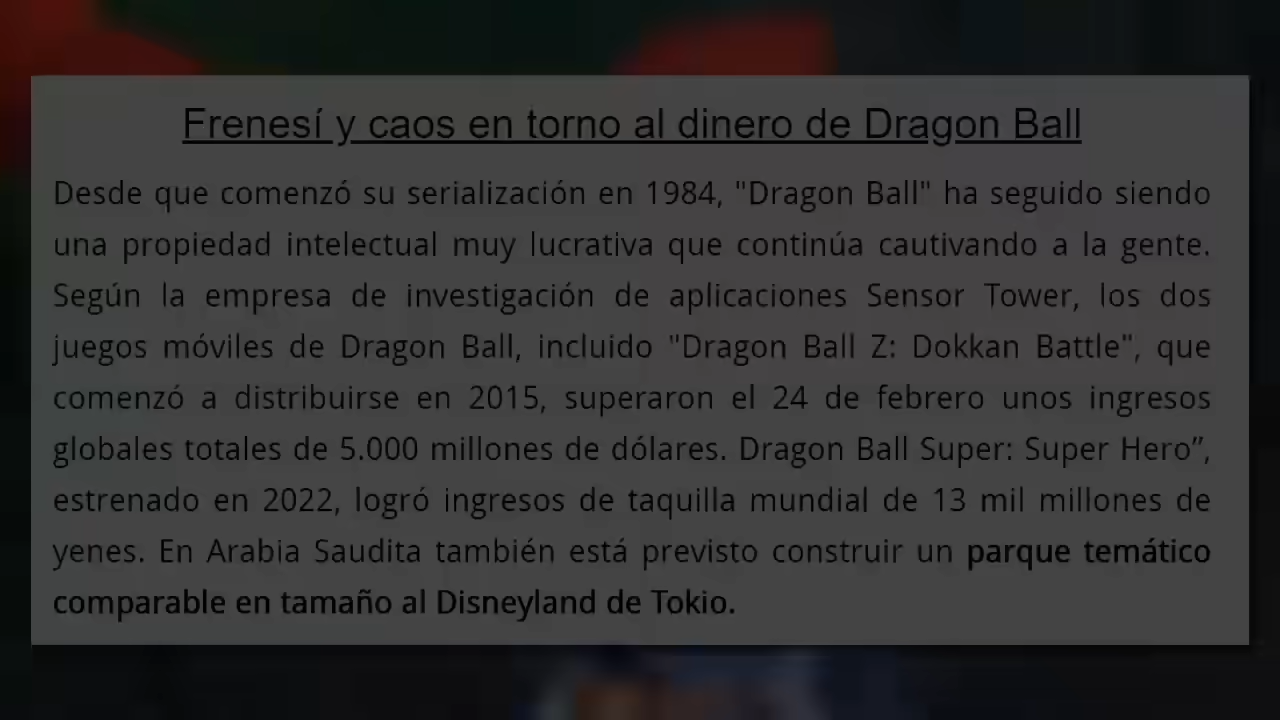 Frenesí y caos en torno al dinero de Dragon Ball
Desde que comenzó su serialización en 1984, "Dragon Ball" ha seguido siendo
una propiedad intelectual muy lucrativa que continúa cautivando a la gente.
Según la empresa de investigación de aplicaciones Sensor Tower, los dos
juegos móviles de Dragon Ball, incluido "Dragon Ball Z: Dokkan Battle", que
comenzó a distribuirse en 2015, superaron el 24 de febrero unos ingresos
globales totales de 5.000 millones de dólares. Dragon Ball Super: Super Hero”,
estrenado en 2022, logró ingresos de taquilla mundial de 13 mil millones de
yenes. En Arabia Saudita también está previsto construir un parque temático
comparable en tamaño al Disneyland de Tokio.